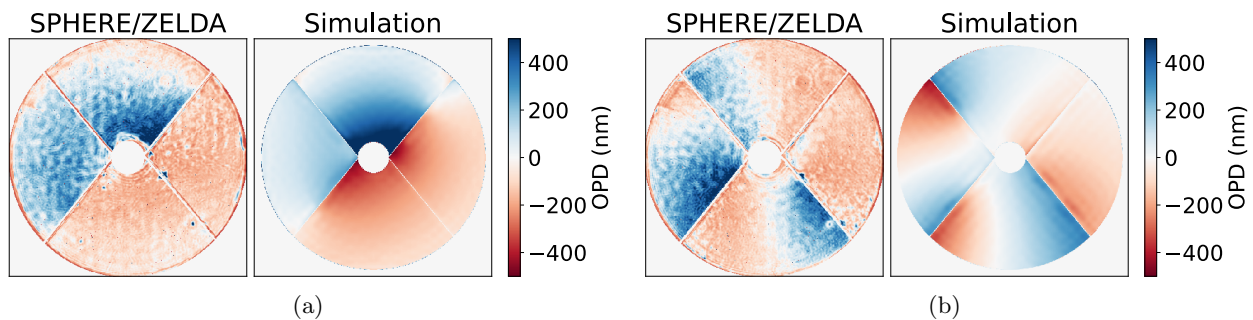 SPHERE/ZELDA
Simulation
400
200
0
−200
−400
OPD (nm)
(a)
SPHERE/ZELDA
Simulation
400
200
0
−200
−400
OPD (nm)
(b)